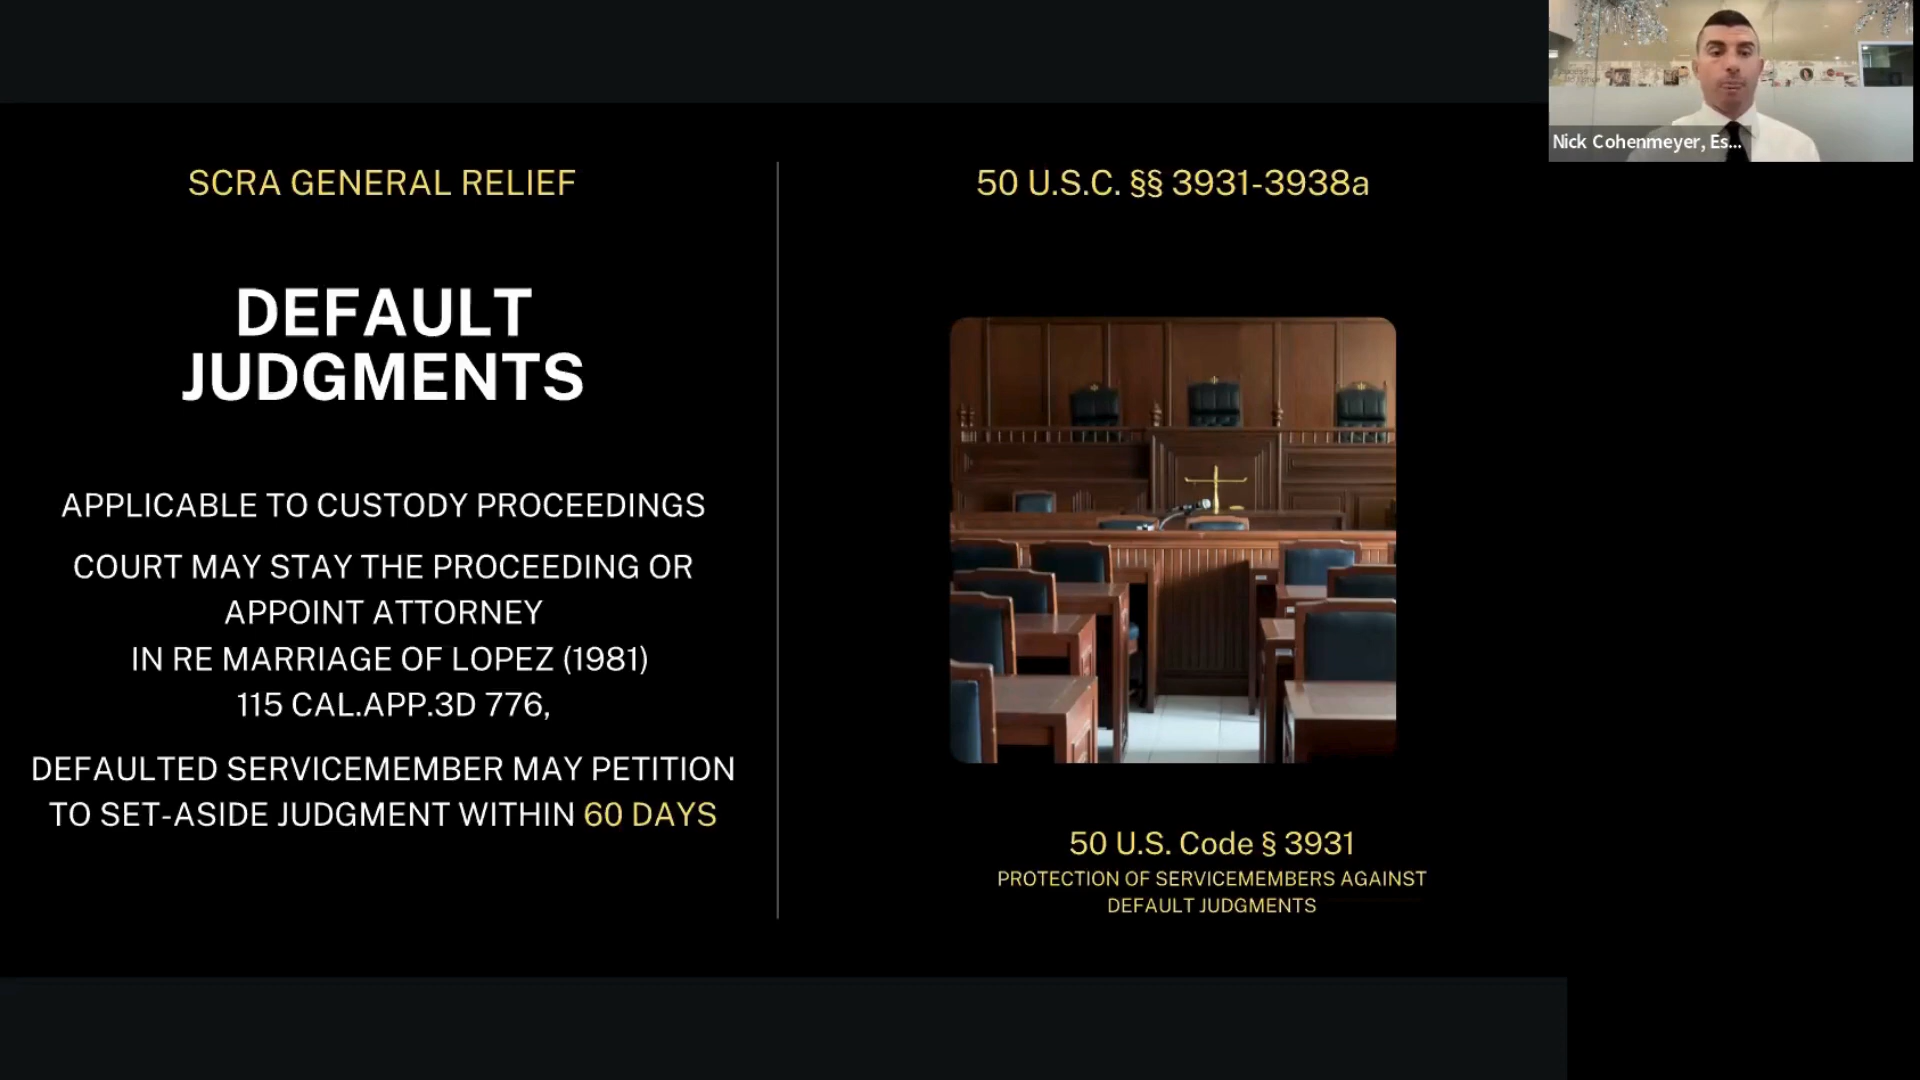 SCRA GENERAL RELIEF
DEFAULT
JUDGMENTS
APPLICABLE TO CUSTODY PROCEEDINGS
COURT MAY STAY THE PROCEEDING OR
APPOINT ATTORNEY
IN RE MARRIAGE OF LOPEZ (1981)
115 CAL.APP.3D 776,
DEFAULTED SERVICEMEMBER MAY PETITION
TO SET-ASIDE JUDGMENT WITHIN 60 DAYS
50 U.S.C. §§ 3931-3938a
50 U.S. Code § 3931
PROTECTION OF SERVICEMEMBERS AGAINST
DEFAULT JUDGMENTS
Nick Cohenmeyer, Es...